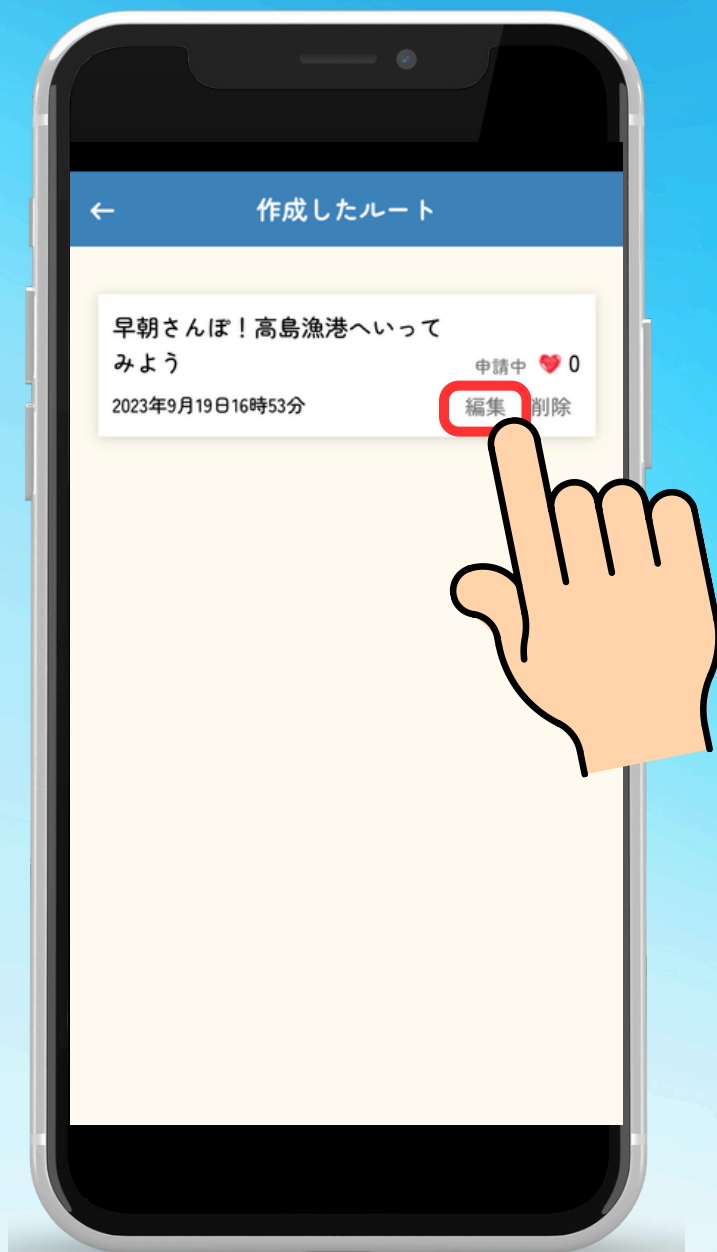 ← 作成したルート
早朝さんぽ！高島漁港へいって
みよう
申請中 ❤ 0
2023年9月19日16時53分
編集 削除